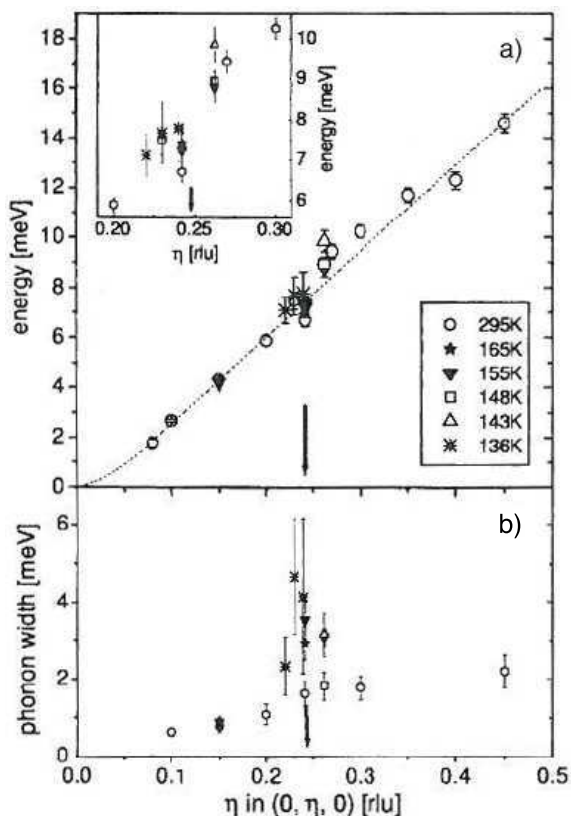 a)
18
16
14
12
10
8
6
4
2
0
energy [meV]
10
9
8
7
6
energy [meV]
0.20 0.25 0.30
η [r|u]
295K
165K
155K
148K
143K
136K
b)
6
4
2
0
phonon width [meV]
0.0 0.1 0.2 0.3 0.4 0.5
η in (0, η, 0) [r|u]